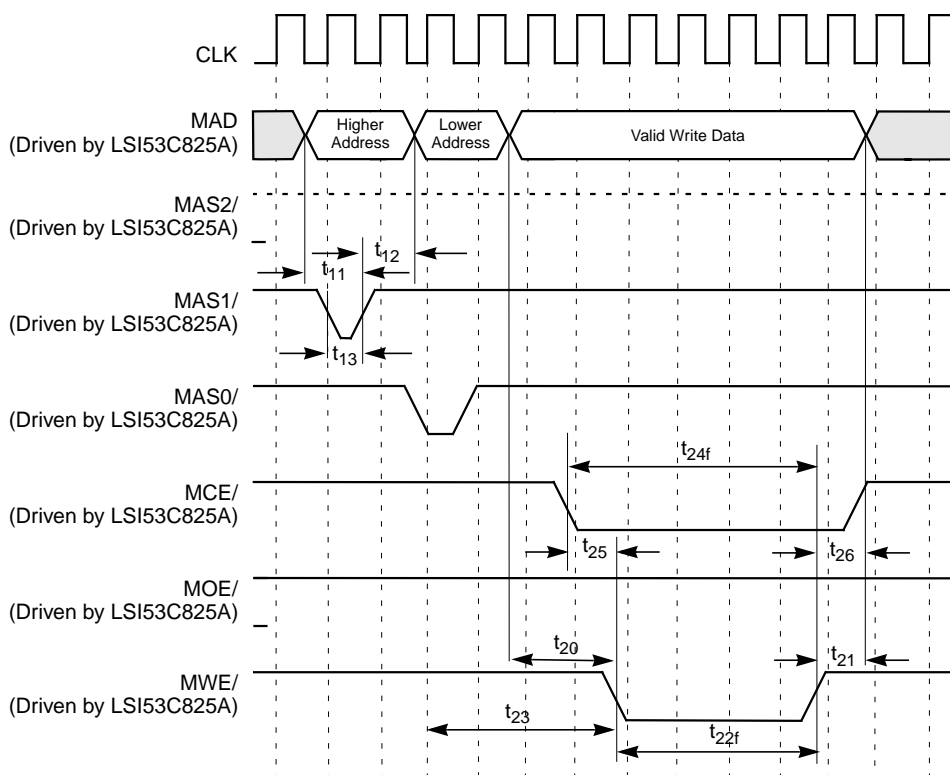 CLK
MAD
(Driven by LSI53C825A)
Higher
Address
Lower
Address
Valid Write Data
MAS2/
(Driven by LSI53C825A)
t12
t11
MAS1/
(Driven by LSI53C825A)
t13
MAS0/
(Driven by LSI53C825A)
t24f
MCE/
(Driven by LSI53C825A)
t25
t26
MOE/
(Driven by LSI53C825A)
t20
t21
MWE/
(Driven by LSI53C825A)
t23
t22f